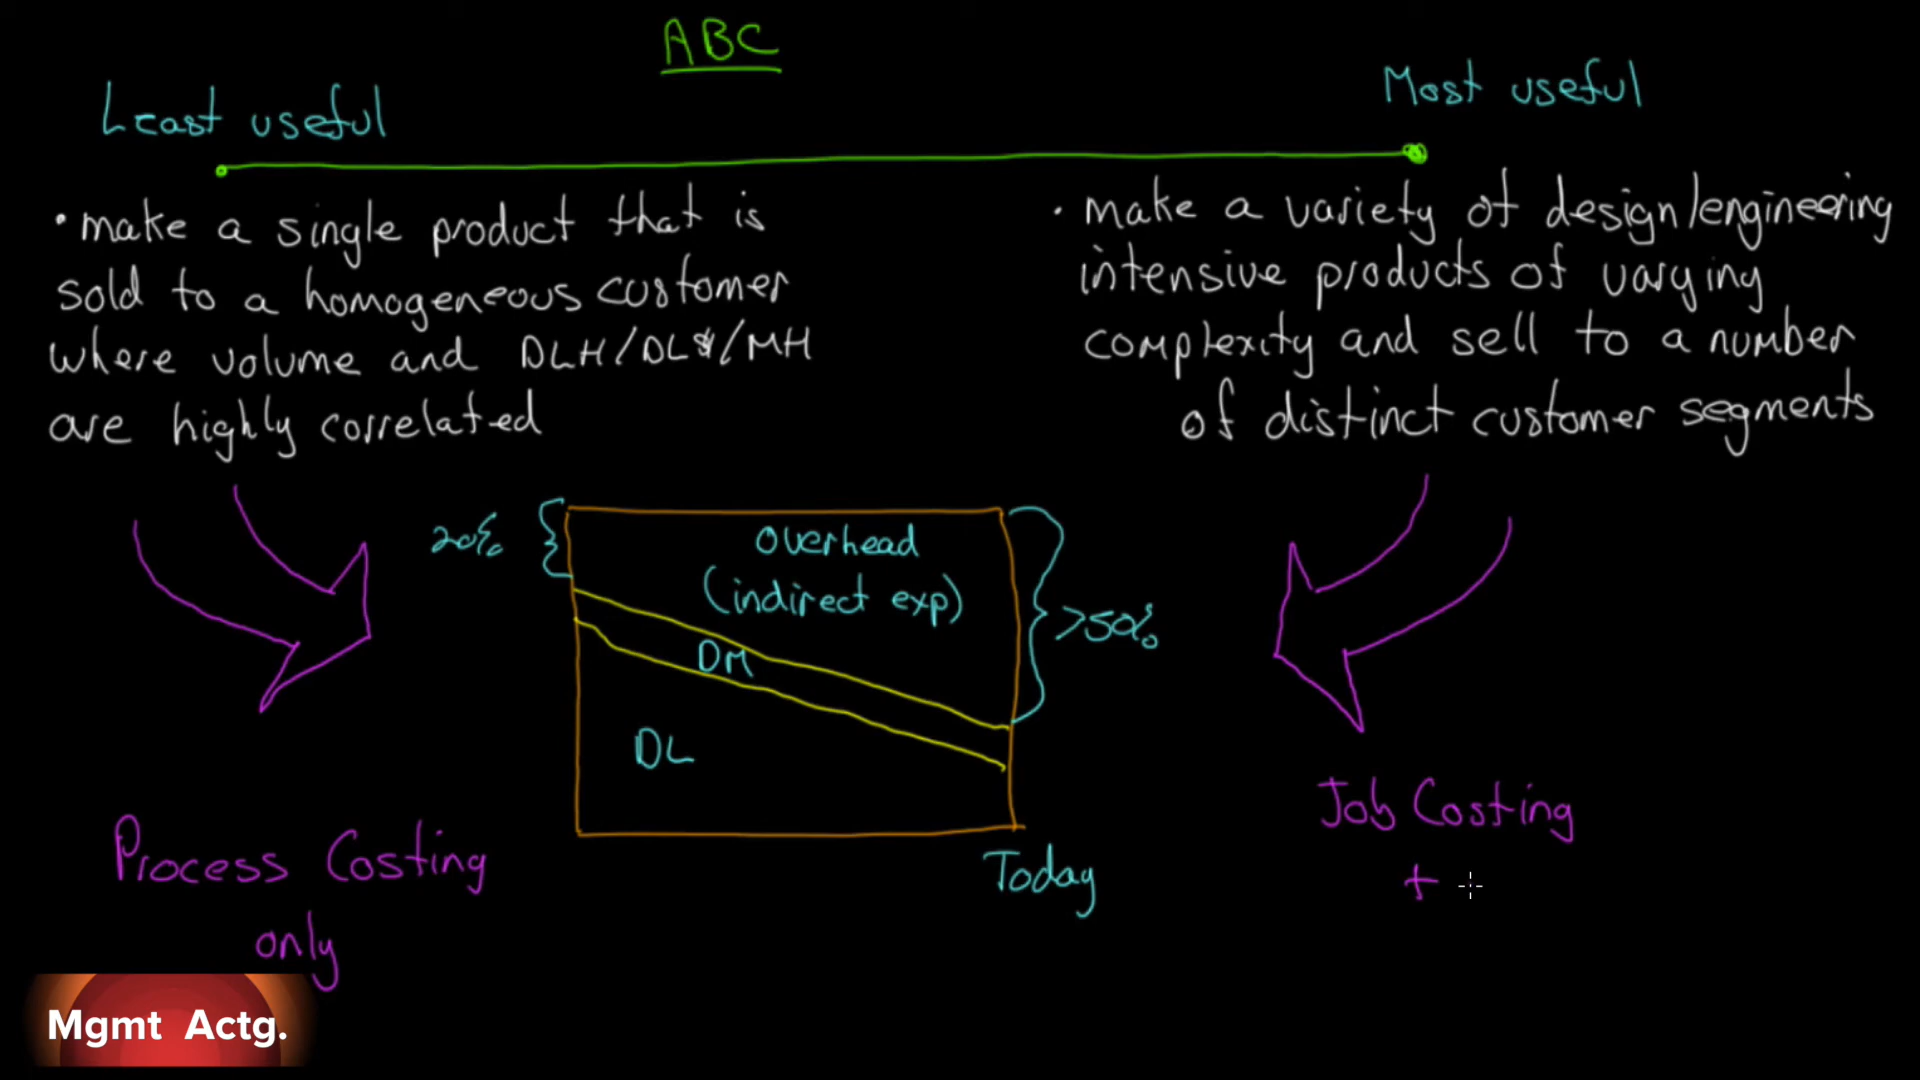 ABC
Least useful
Most useful
• make a single product that is
sold to a homogeneous customer
where volume and DLH/DL$/MH
are highly correlated
• make a variety of design/engineering
intensive products of varying
complexity and sell to a number
of distinct customer segments
20%
Overhead
(indirect exp)
>50%
DM
DL
Today
Process Costing
only
Job Costing
+
Mgmt Actg.